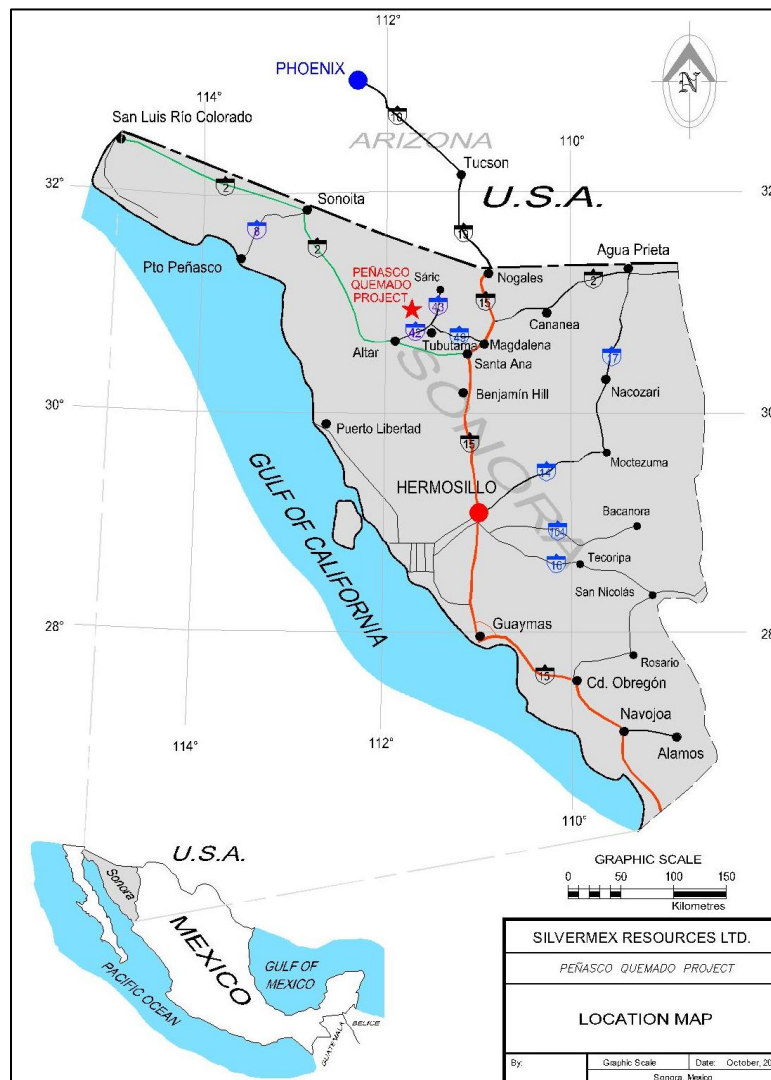 112°
PHOENIX
N
114°
10
San Luis Río Colorado
ARIZONA
110°
Tucson
32°
32°
2
Sonoita
U.S.A.
8
2
19
Agua Prieta
Pto Peñasco
PEÑASCO
QUEMADO
PROJECT
Sáric
Nogales
2
43
15
Cananea
42
43
Tubutama
Magdalena
Altar
Santa Ana
17
SONORA
Benjamín Hill
Nacozari
30°
30°
Puerto Libertad
15
Moctezuma
HERMOSILLO
14
GULF OF CALIFORNIA
Bacanora
104
Tecoripa
16
San Nicolás
28°
28°
Guaymas
Rosario
15
Cd. Obregón
Navojoa
114°
112°
Alamos
110°
U.S.A.
GRAPHIC SCALE
0 50 100 150
Kilometres
Sonora
MEXICO
GULF OF
MEXICO
PACIFIC OCEAN
BELICE
GUATEMALA
SILVERMEX RESOURCES LTD.
PEÑASCO QUEMADO PROJECT
LOCATION MAP
By:
Graphic Scale
Date: October, 20
Sonora, Mexico